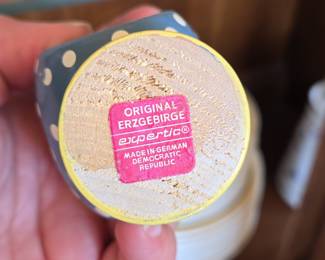 ORIGINAL
ERZGEBIRGE
expertic®
MADE IN GERMAN
DEMOCRATIC
REPUBLIC